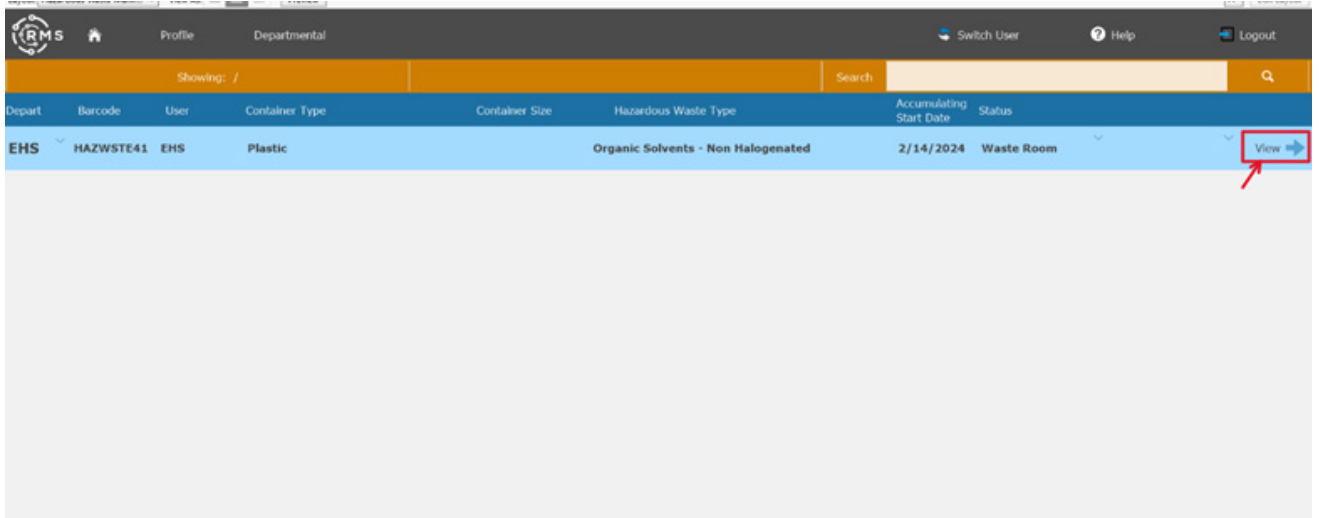 RMS Profile Departmental Switch User ? Help Logout
Showing: / Search
Depart Barcode User Container Type Container Size Hazardous Waste Type Accumulating Start Date Status
EHS HAZWSTE41 EHS Plastic Organic Solvents - Non Halogenated 2/14/2024 Waste Room View